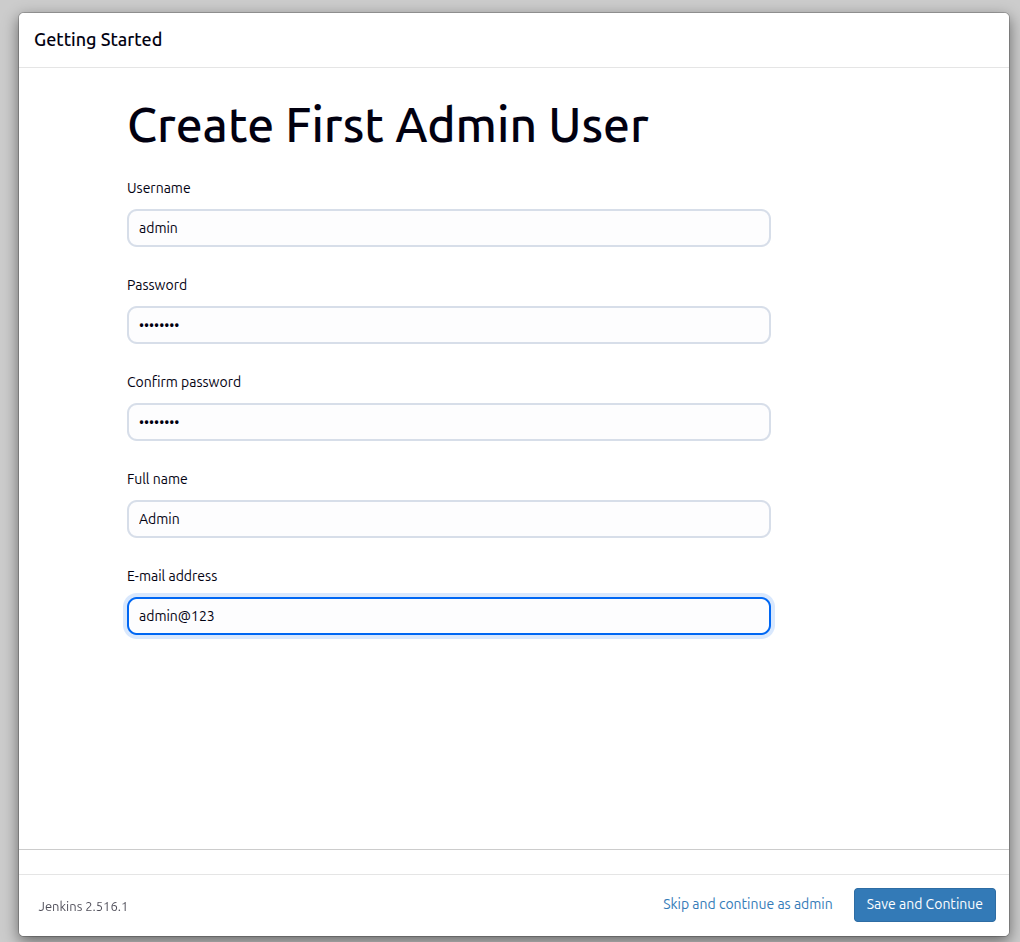 Getting Started
Create First Admin User
Username
admin
Password
••••••••
Confirm password
••••••••
Full name
Admin
E-mail address
admin@123
Jenkins 2.516.1
Skip and continue as admin
Save and Continue